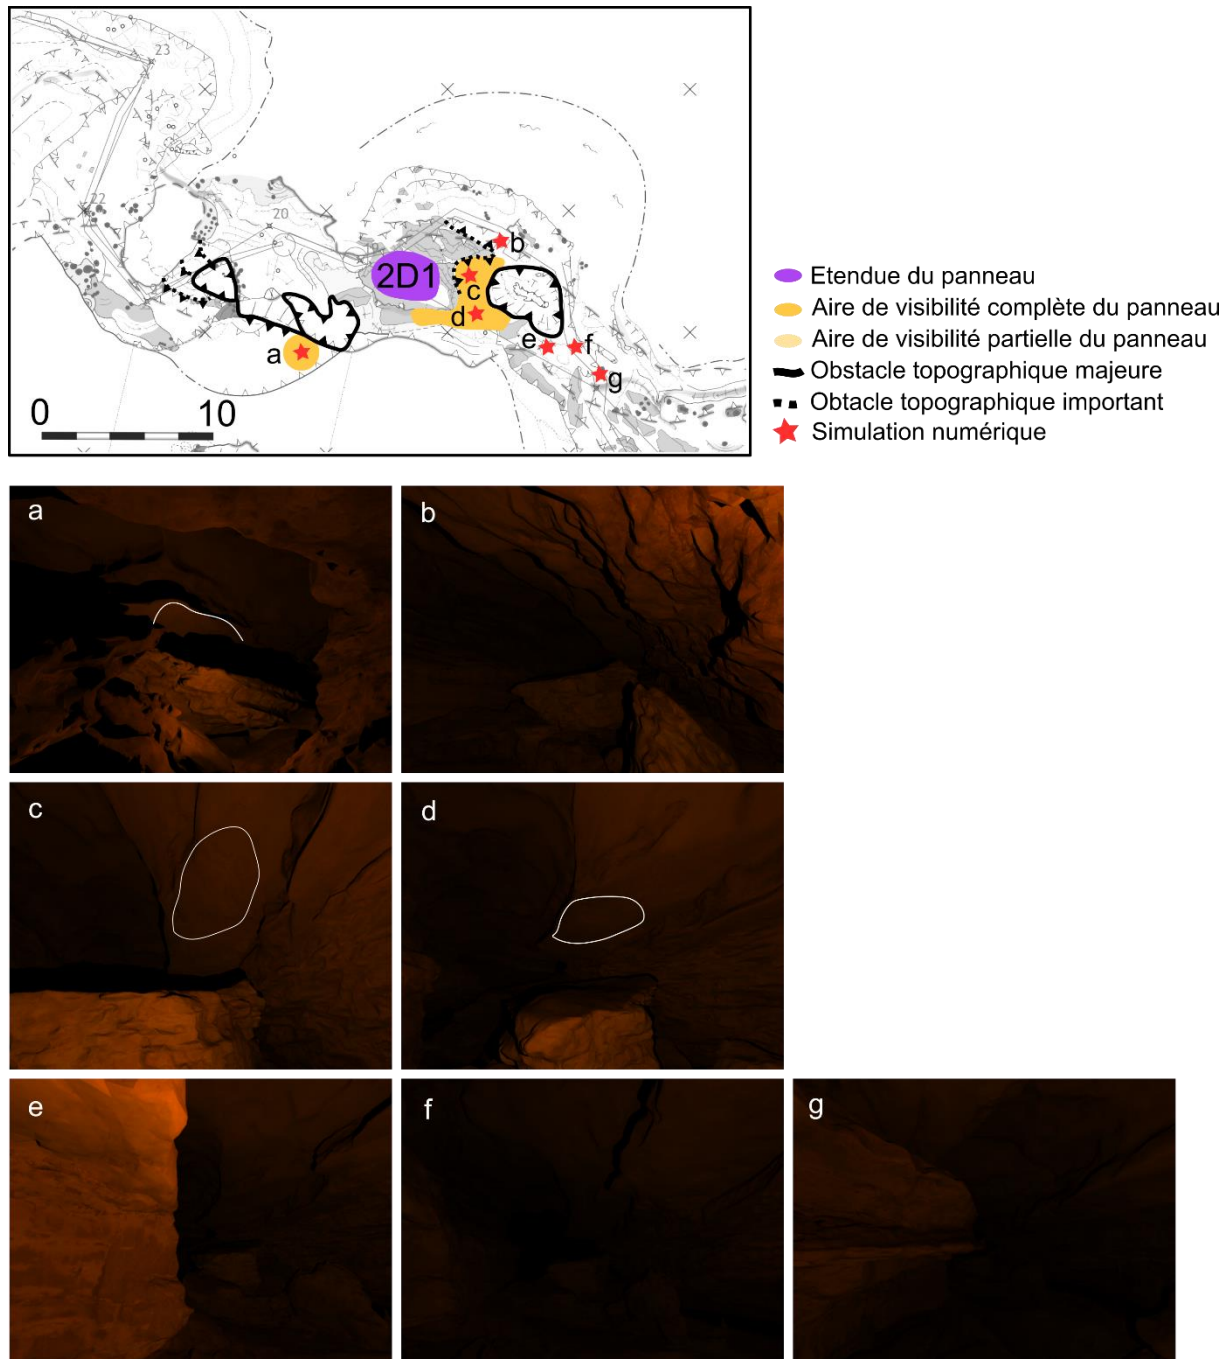 23
22
20
2D1
b
c
d
a
e
f
g
0 10
Etendue du panneau
Aire de visibilité complète du panneau
Aire de visibilité partielle du panneau
Obstacle topographique majeure
Obtacle topographique important
Simulation numérique
a
b
c
d
e
f
g